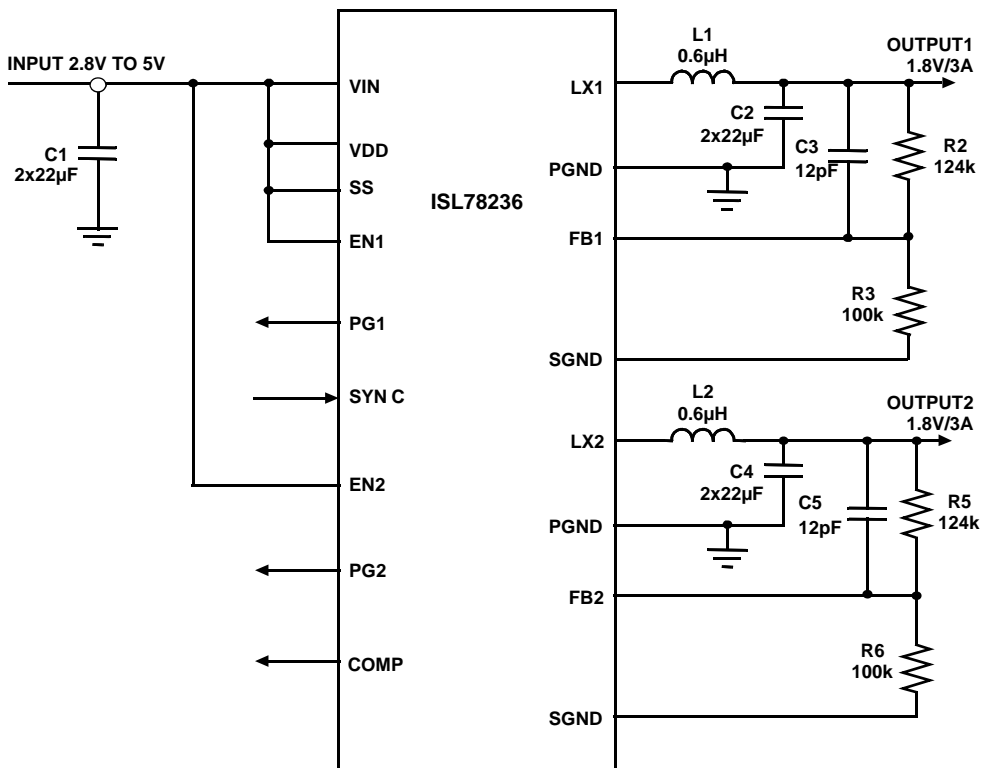 INPUT 2.8V TO 5V
C1
2x22µF
VIN
VDD
SS
EN1
PG1
SYN C
EN2
PG2
COMP
ISL78236
LX1
PGND
FB1
SGND
LX2
PGND
FB2
SGND
L1
0.6µH
OUTPUT1
1.8V/3A
C2
2x22µF
C3
12pF
R2
124k
R3
100k
L2
0.6µH
OUTPUT2
1.8V/3A
C4
2x22µF
C5
12pF
R5
124k
R6
100k